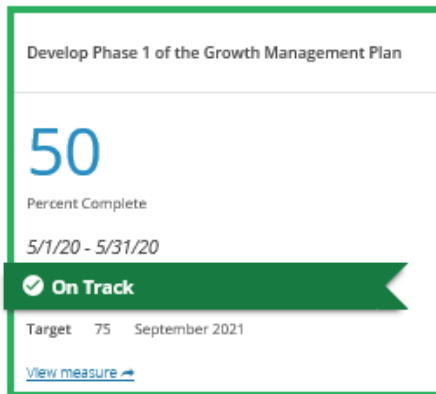 Develop Phase 1 of the Growth Management Plan
50
Percent Complete
5/1/20 - 5/31/20
On Track
Target 75 September 2021
View measure